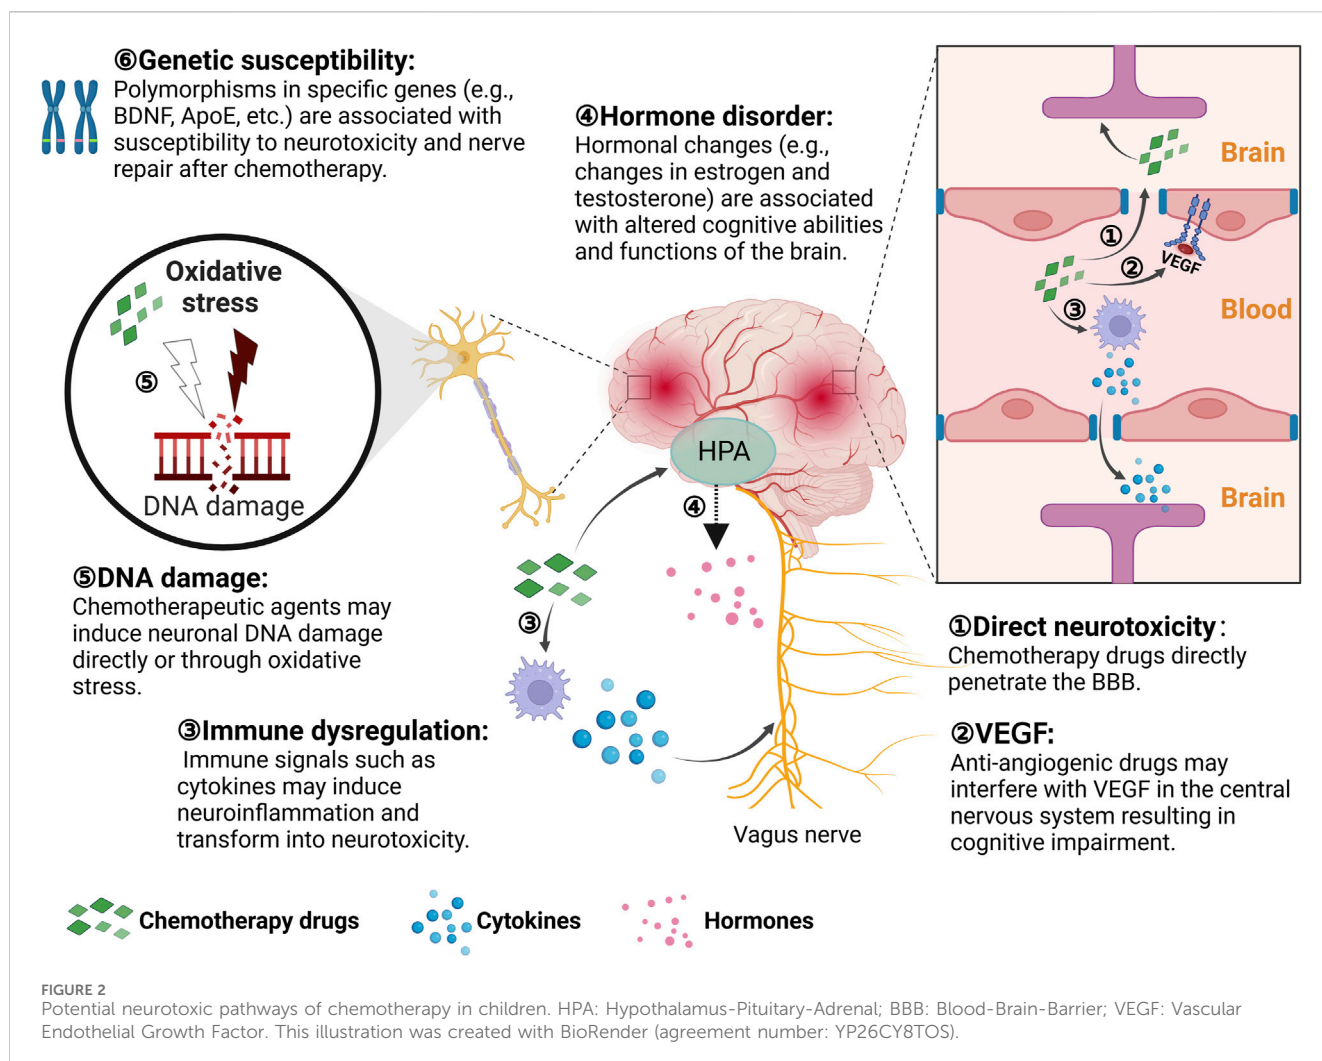 ⑥Genetic susceptibility:
Polymorphisms in specific genes (e.g.,
BDNF, ApoE, etc.) are associated with
susceptibility to neurotoxicity and nerve
repair after chemotherapy.
④Hormone disorder:
Hormonal changes (e.g.,
changes in estrogen and
testosterone) are associated
with altered cognitive abilities
and functions of the brain.
Brain
①
②
VEGF
③
Blood
Brain
Oxidative
stress
⑤
DNA damage
HPA
④
③
⑤DNA damage:
Chemotherapeutic agents may
induce neuronal DNA damage
directly or through oxidative
stress.
③Immune dysregulation:
Immune signals such as
cytokines may induce
neuroinflammation and
transform into neurotoxicity.
Vagus nerve
①Direct neurotoxicity:
Chemotherapy drugs directly
penetrate the BBB.
②VEGF:
Anti-angiogenic drugs may
interfere with VEGF in the central
nervous system resulting in
cognitive impairment.
Chemotherapy drugs
Cytokines
Hormones
FIGURE 2
Potential neurotoxic pathways of chemotherapy in children. HPA: Hypothalamus-Pituitary-Adrenal; BBB: Blood-Brain-Barrier; VEGF: Vascular
Endothelial Growth Factor. This illustration was created with BioRender (agreement number: YP26CY8TOS).